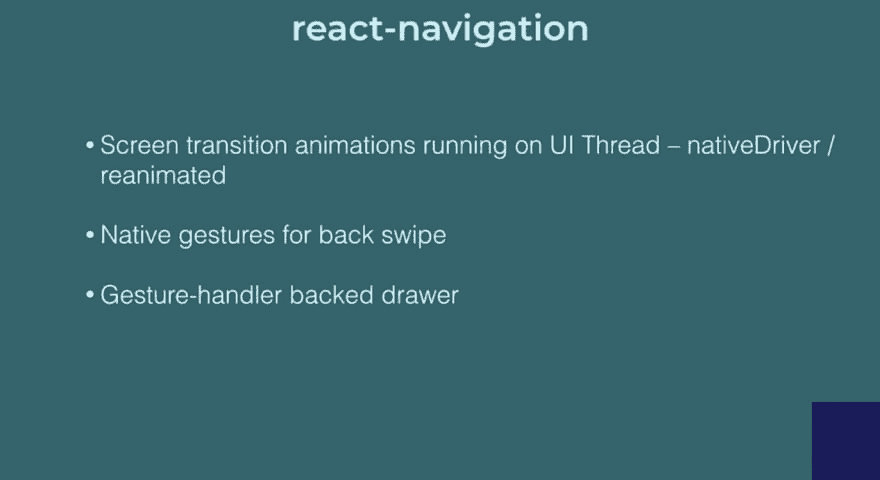 react-navigation
• Screen transition animations running on UI Thread – nativeDriver /
reanimated
• Native gestures for back swipe
• Gesture-handler backed drawer